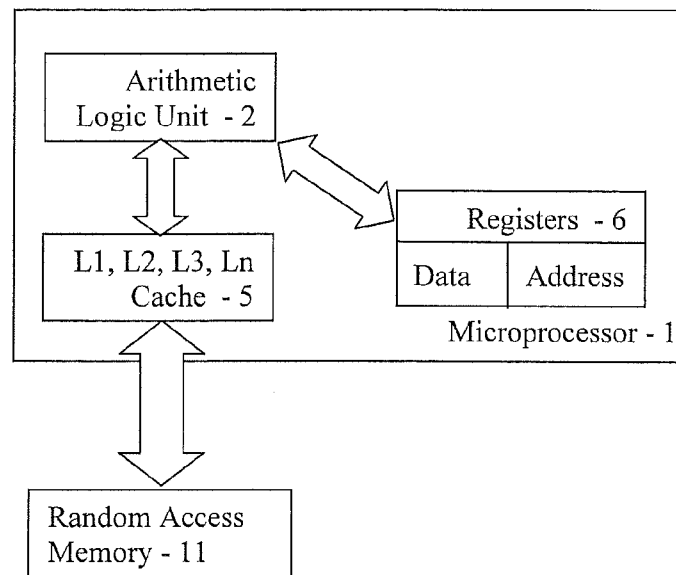 Arithmetic
Logic Unit - 2
Registers - 6
L1, L2, L3, Ln
Cache - 5
Data
Address
Microprocessor - 1
Random Access
Memory - 11